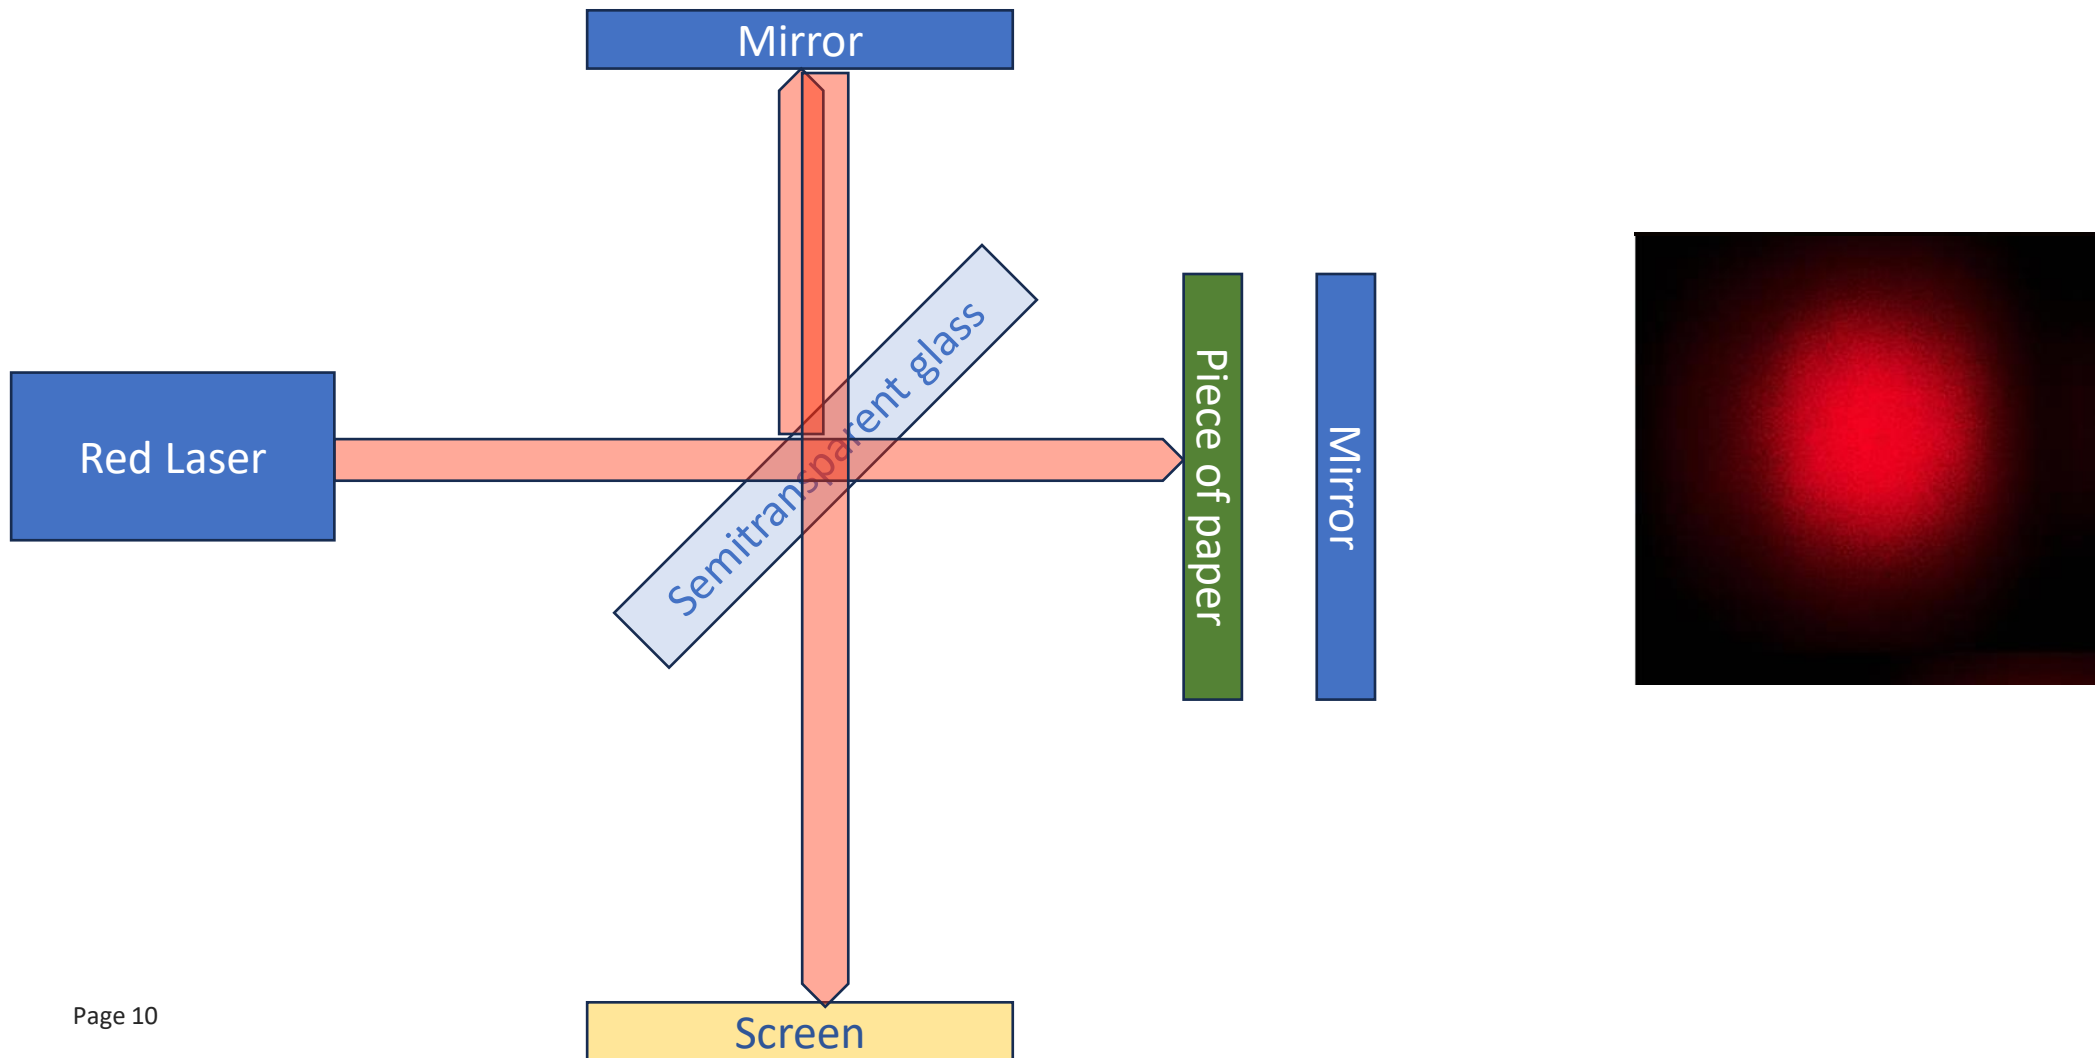 Mirror
Semitransparent glass
Red Laser
Piece of paper
Mirror
Page 10
Screen